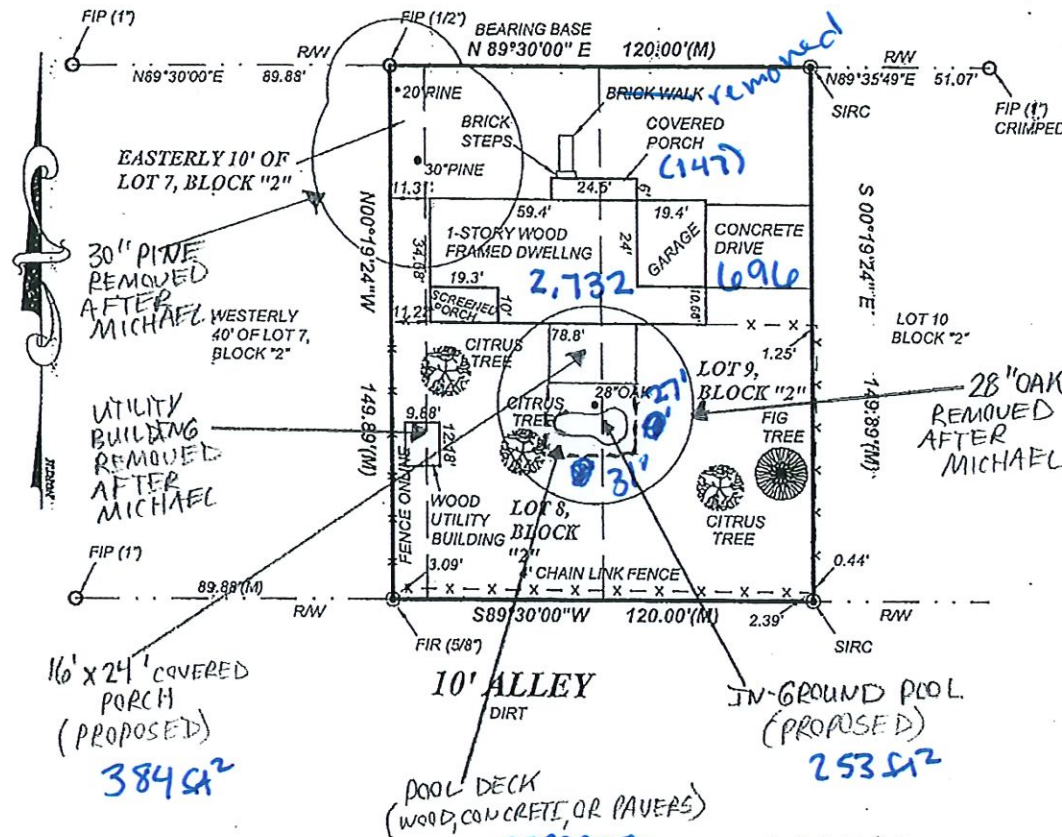 FIP (1")
FIP (1/2")
BEARING BASE
N 89°30'00" E 120.00'(M)
removed
R/W
R/W
N89°30'00"E 89.88'
N89°35'49"E 51.07'
SIRC
FIP (1")
CRIMPED
20' PINE
BRICK WALK
BRICK
STEPS
COVERED
PORCH
(147)
EASTERLY 10' OF
LOT 7, BLOCK "2"
30" PINE
11.31'
24.5'
6'
59.4'
19.4'
N00°19'24"W
S 00°19'24"E
1-STORY WOOD
FRAMED DWELLNG
24'
GARAGE
CONCRETE
DRIVE
696
2,732
30" PINE
REMOVED
AFTER
MICHAEL
34.68'
19.3'
SCREENED
PORCH
10'
10.68'
11.22'
WESTERLY
40' OF LOT 7,
BLOCK "2"
78.8'
1.25'
LOT 10
BLOCK "2"
CITRUS
TREE
LOT 9,
BLOCK "2"
28" OAK
27'
28" OAK
REMOVED
AFTER
MICHAEL
UTILITY
BUILDING
REMOVED
AFTER
MICHAEL
149.89'(M)
149.89'(M)
9.88'
12.48'
CITRUS
TREE
FIG
TREE
FENCE ON LINE
WOOD
UTILITY
BUILDING
LOT 8,
BLOCK
"2"
CITRUS
TREE
FIP (1")
3.09'
4' CHAIN LINK FENCE
0.44'
89.88'(M)
R/W
S89°30'00"W 120.00'(M)
2.39'
R/W
FIR (5/8")
SIRC
10' ALLEY
DIRT
16' x 24' COVERED
PORCH
(PROPOSED)
384 ft²
IN-GROUND POOL
(PROPOSED)
253 ft²
POOL DECK
(WOOD, CONCRETE, OR PAVERS)